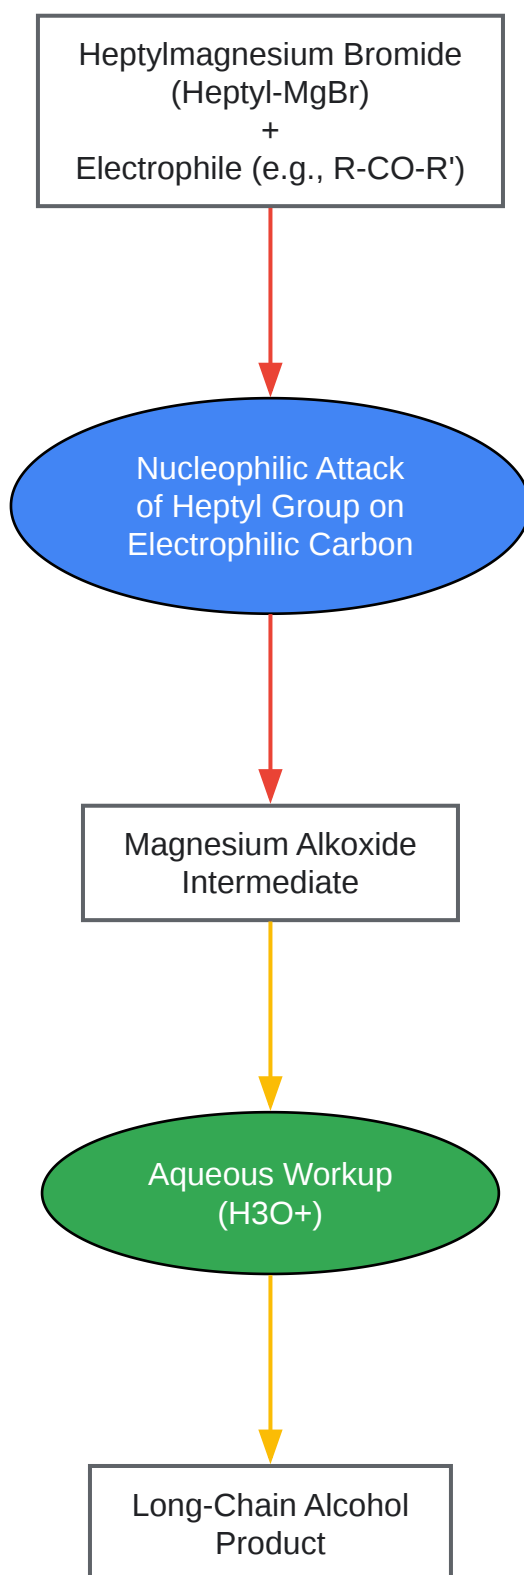 Heptylmagnesium Bromide
(Heptyl-MgBr)
+
Electrophile (e.g., R-CO-R')
Nucleophilic Attack
of Heptyl Group on
Electrophilic Carbon
Magnesium Alkoxide
Intermediate
Aqueous Workup
(H3O+)
Long-Chain Alcohol
Product